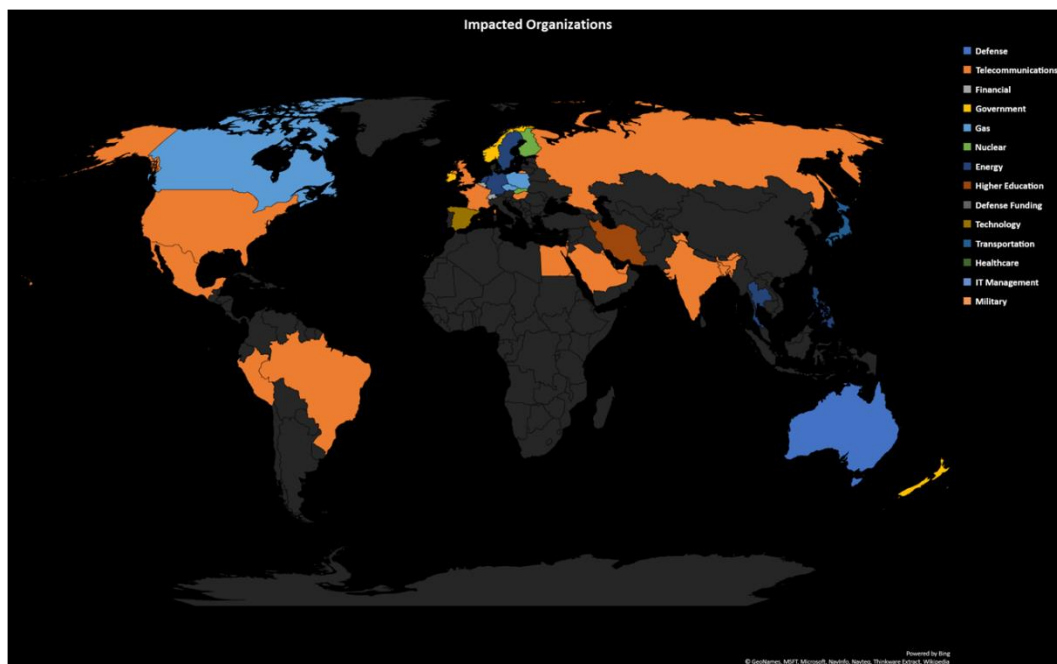 Impacted Organizations
Defense
Telecommunications
Financial
Government
Gas
Nuclear
Energy
Higher Education
Defense Funding
Technology
Transportation
Healthcare
IT Management
Military
Powered by Bing
© GeoNames, MSFT, Microsoft, NavInfo, Navteq, Thinkware Extract, Wikipedia